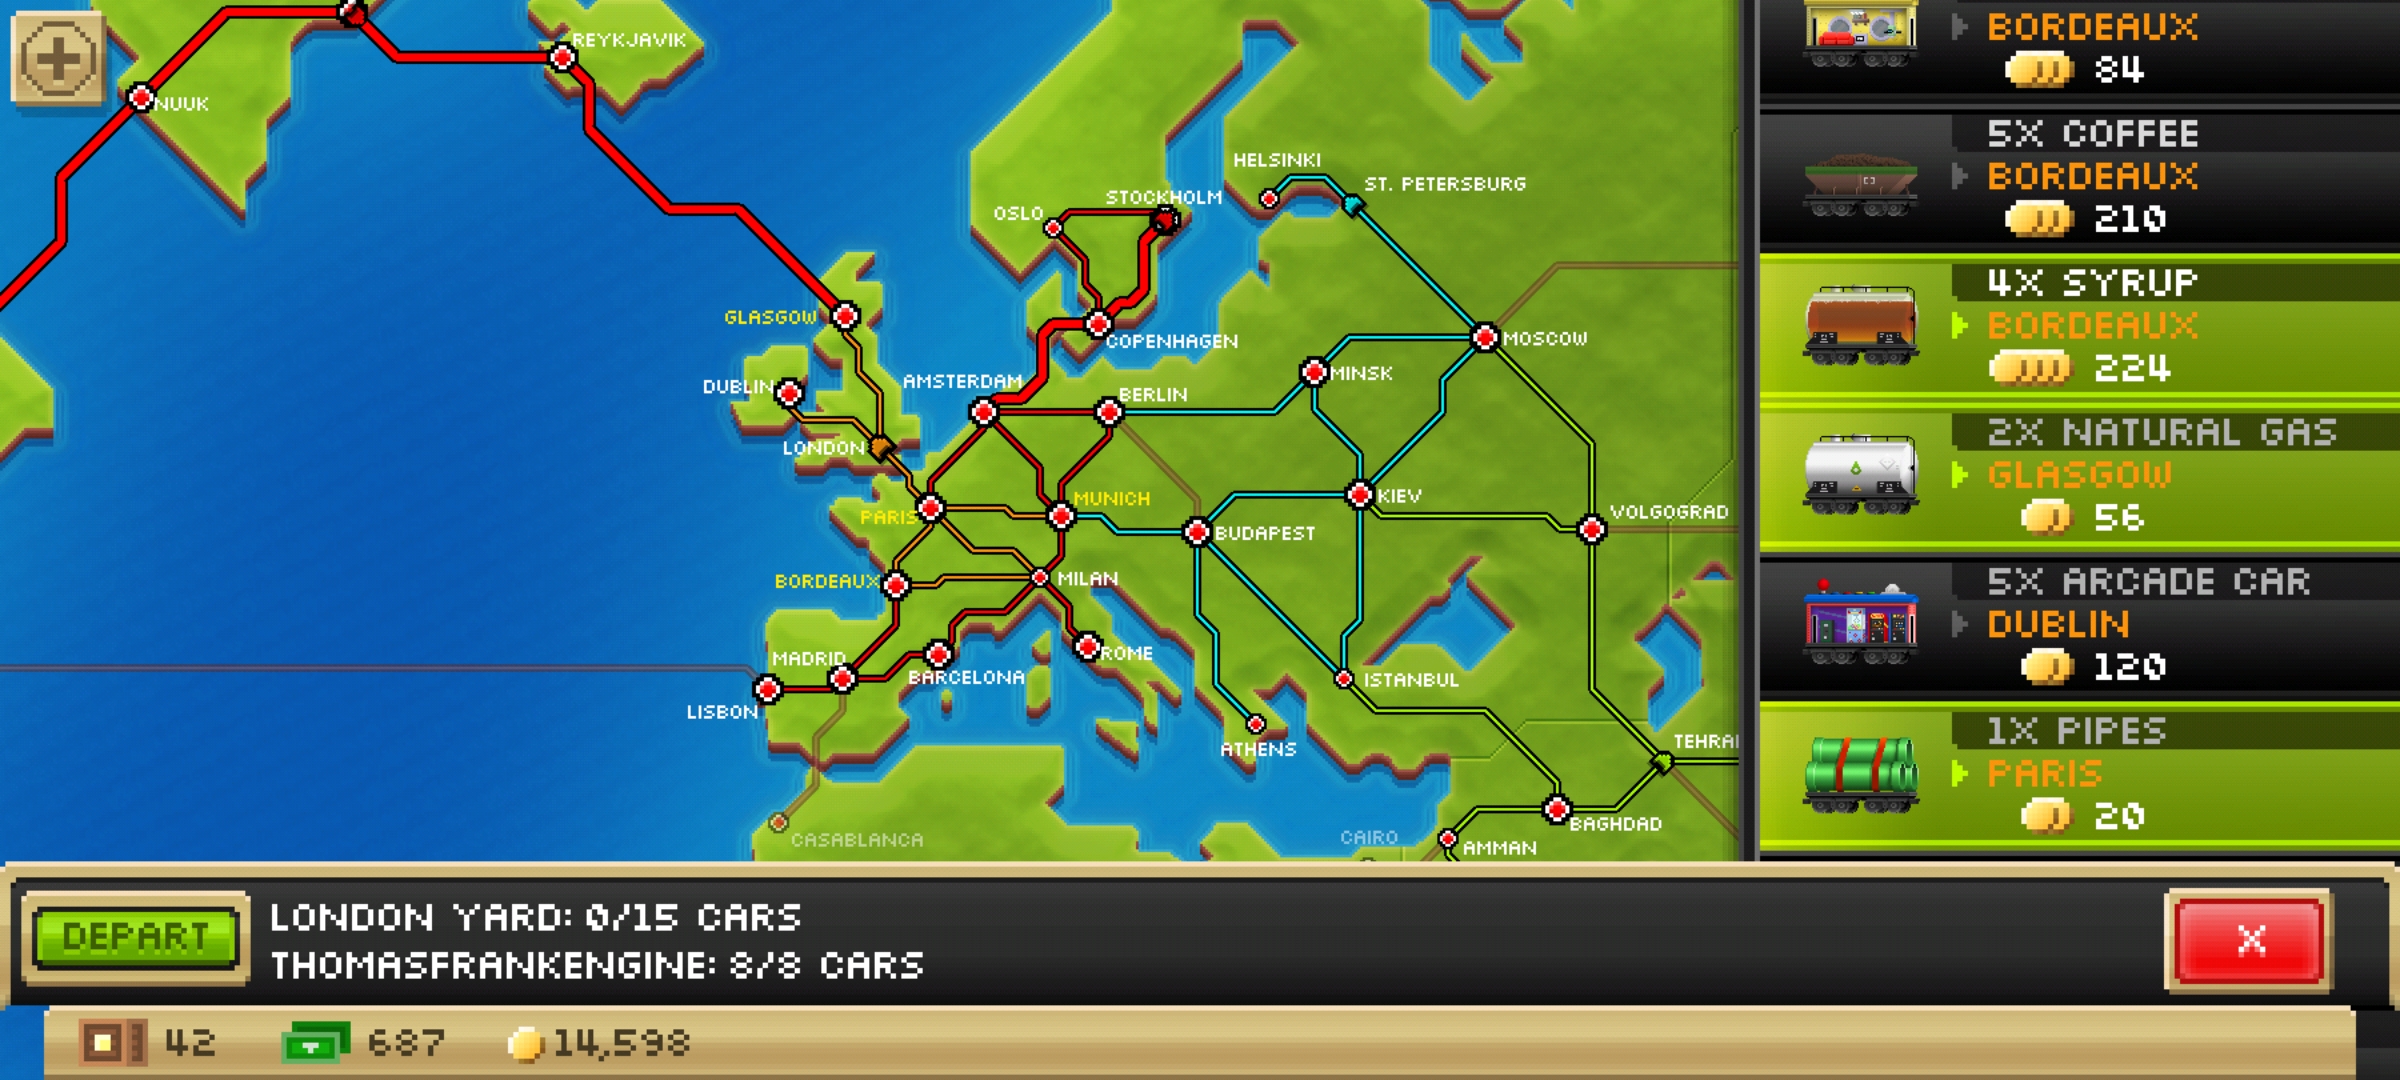 REYKJAVIK
NUUK
HELSINKI
ST. PETERSBURG
STOCKHOLM
OSLO
GLASGOW
COPENHAGEN
MOSCOW
DUBLIN
AMSTERDAM
BERLIN
MINSK
LONDON
PARIS
MUNICH
KIEV
VOLGOGRAD
BUDAPEST
BORDEAUX
MILAN
MADRID
BARCELONA
ROME
ISTANBUL
LISBON
ATHENS
TEHRA
CASABLANCA
CAIRO
AMMAN
BAGHDAD
BORDEAUX
84
5X COFFEE
BORDEAUX
210
4X SYRUP
BORDEAUX
224
2X NATURAL GAS
GLASGOW
56
5X ARCADE CAR
DUBLIN
120
1X PIPES
PARIS
20
DEPART
LONDON YARD: 0/15 CARS
THOMASFRANKENGINE: 8/8 CARS
X
42
687
14,598